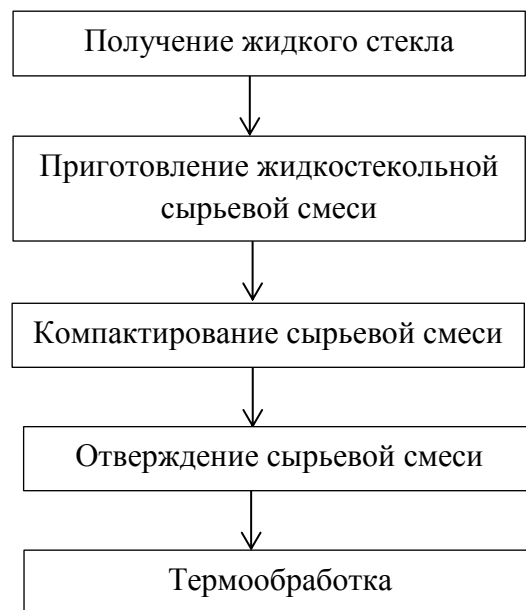 Получение жидкого стекла
Приготовление жидкостекольной
сырьевой смеси
Компактирование сырьевой смеси
Отверждение сырьевой смеси
Термообработка